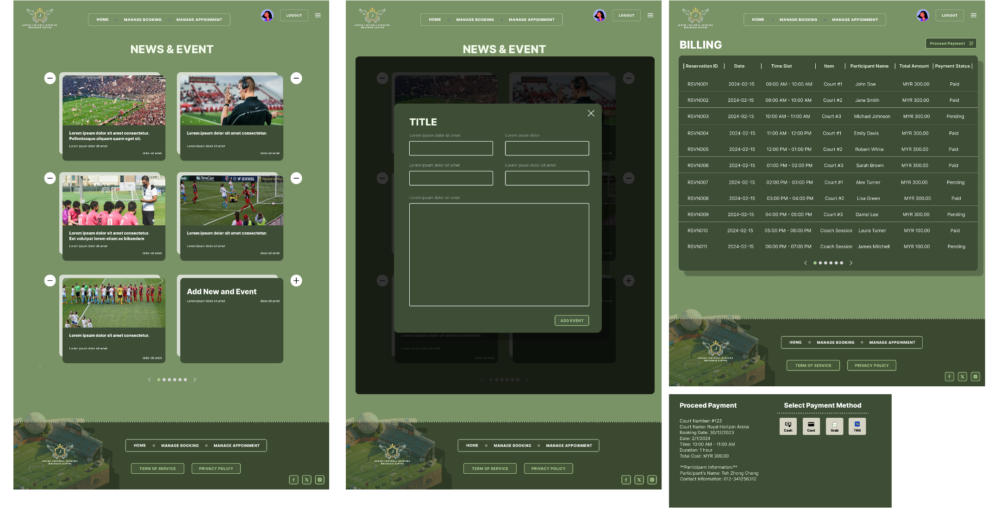 JUNIOR FOOTBALL ACADEMY
MALAYSIA CENTRE
HOME
MANAGE BOOKING
MANAGE APPOINMENT
LOGOUT
NEWS & EVENT
Lorem ipsum dolor sit amet consectetur.
Pellentesque aliquam quam eget sit.
Lorem ipsum dolor sit amet
dolor sit amet
Lorem ipsum dolor sit amet consectetur.
Lorem ipsum dolor sit amet
dolor sit amet
NovaCare
@NWSL
Lorem ipsum dolor sit amet consectetur.
Est volutpat lorem etiam ac bibendum
Lorem ipsum dolor sit amet
dolor sit amet
Lorem ipsum dolor sit amet consectetur.
Lorem ipsum dolor sit amet
dolor sit amet
Lorem ipsum dolor sit amet consectetur.
Lorem ipsum dolor sit amet
dolor sit amet
Add New and Event
Lorem ipsum dolor sit amet
dolor sit amet
JUNIOR FOOTBALL ACADEMY
MALAYSIA CENTRE
HOME
MANAGE BOOKING
MANAGE APPOINMENT
TERM OF SERVICE
PRIVACY POLICY
JUNIOR FOOTBALL ACADEMY
MALAYSIA CENTRE
HOME
MANAGE BOOKING
MANAGE APPOINMENT
LOGOUT
NEWS & EVENT
TITLE
Lorem ipsum dolor sit amet
Lorem ipsum dolor
Lorem ipsum dolor sit amet
Lorem ipsum dolor sit amet
Lorem ipsum dolor sit amet
ADD EVENT
Lorem ipsum dolor sit amet consectetur.
Lorem ipsum dolor sit amet
dolor sit amet
JUNIOR FOOTBALL ACADEMY
MALAYSIA CENTRE
HOME
MANAGE BOOKING
MANAGE APPOINMENT
TERM OF SERVICE
PRIVACY POLICY
JUNIOR FOOTBALL ACADEMY
MALAYSIA CENTRE
HOME
MANAGE BOOKING
MANAGE APPOINMENT
LOGOUT
BILLING
Proceed Payment
Reservation ID Date Time Slot Item Participant Name Total Amount Payment Status
RSVN001 2024-02-15 09:00 AM - 10:00 AM Court #1 John Doe MYR 300.00 Paid
RSVN002 2024-02-15 09:00 AM - 10:00 AM Court #2 Jane Smith MYR 300.00 Paid
RSVN003 2024-02-15 10:00 AM - 11:00 AM Court #3 Michael Johnson MYR 300.00 Pending
RSVN004 2024-02-15 11:00 AM - 12:00 PM Court #1 Emily Davis MYR 300.00 Paid
RSVN005 2024-02-15 12:00 PM - 01:00 PM Court #2 Robert White MYR 300.00 Paid
RSVN006 2024-02-15 01:00 PM - 02:00 PM Court #3 Sarah Brown MYR 300.00 Paid
RSVN007 2024-02-15 02:00 PM - 03:00 PM Court #1 Alex Turner MYR 300.00 Pending
RSVN008 2024-02-15 03:00 PM - 04:00 PM Court #2 Lisa Green MYR 300.00 Paid
RSVN009 2024-02-15 04:00 PM - 05:00 PM Court #3 Daniel Lee MYR 300.00 Pending
RSVN010 2024-02-15 05:00 PM - 06:00 PM Coach Session Laura Turner MYR 100.00 Paid
RSVN011 2024-02-15 06:00 PM - 07:00 PM Coach Session James Mitchell MYR 100.00 Pending
JUNIOR FOOTBALL ACADEMY
MALAYSIA CENTRE
HOME
MANAGE BOOKING
MANAGE APPOINMENT
TERM OF SERVICE
PRIVACY POLICY
Proceed Payment
Court Number: #123
Court Name: Royal Horizon Arena
Booking Date: 30/12/2023
Date: 2/1/2024
Time: 10:00 AM - 11:00 AM
Duration: 1 hour
Total Cost: MYR 300.00
**Participant Information:**
Participant's Name: Teh Zhong Cheng
Contact Information: 012-341256312
Select Payment Method
Cash
Card
Grab
TNG